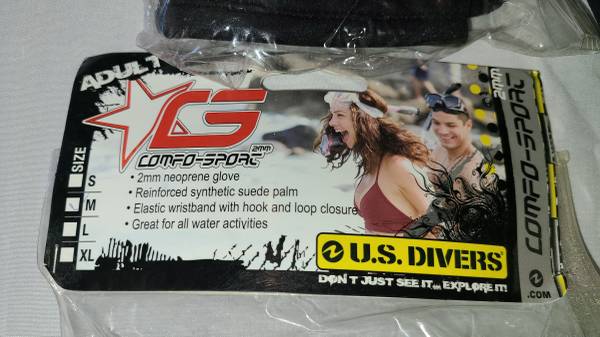 ADULT
CG
COMFO-SPORT 2MM
• 2mm neoprene glove
• Reinforced synthetic suede palm
• Elastic wristband with hook and loop closure
• Great for all water activities
SIZE
S
M
L
XL
U.S. DIVERS
DON'T JUST SEE IT... EXPLORE IT!
2MM
COMFO-SPORT
.COM